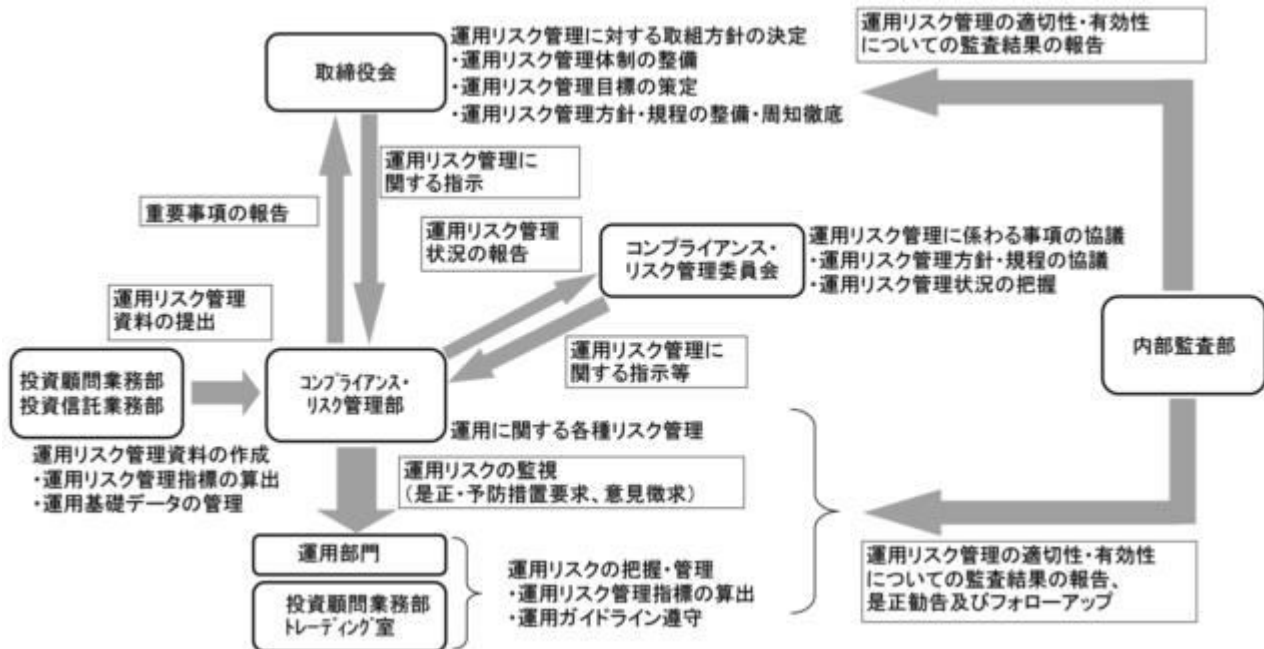 取締役会
運用リスク管理に対する取組方針の決定
・運用リスク管理体制の整備
・運用リスク管理目標の策定
・運用リスク管理方針・規程の整備・周知徹底
運用リスク管理の適切性・有効性
についての監査結果の報告
運用リスク管理に
関する指示
重要事項の報告
運用リスク管理
状況の報告
コンプライアンス・
リスク管理委員会
運用リスク管理に係わる事項の協議
・運用リスク管理方針・規程の協議
・運用リスク管理状況の把握
運用リスク管理
資料の提出
運用リスク管理に
関する指示等
内部監査部
投資顧問業務部
投資信託業務部
コンプライアンス・
リスク管理部
運用に関する各種リスク管理
運用リスク管理資料の作成
・運用リスク管理指標の算出
・運用基礎データの管理
運用リスクの監視
(是正・予防措置要求、意見徴求)
運用部門
投資顧問業務部
トレーディング室
運用リスクの把握・管理
・運用リスク管理指標の算出
・運用ガイドライン遵守
運用リスク管理の適切性・有効性
についての監査結果の報告、
是正勧告及びフォローアップ